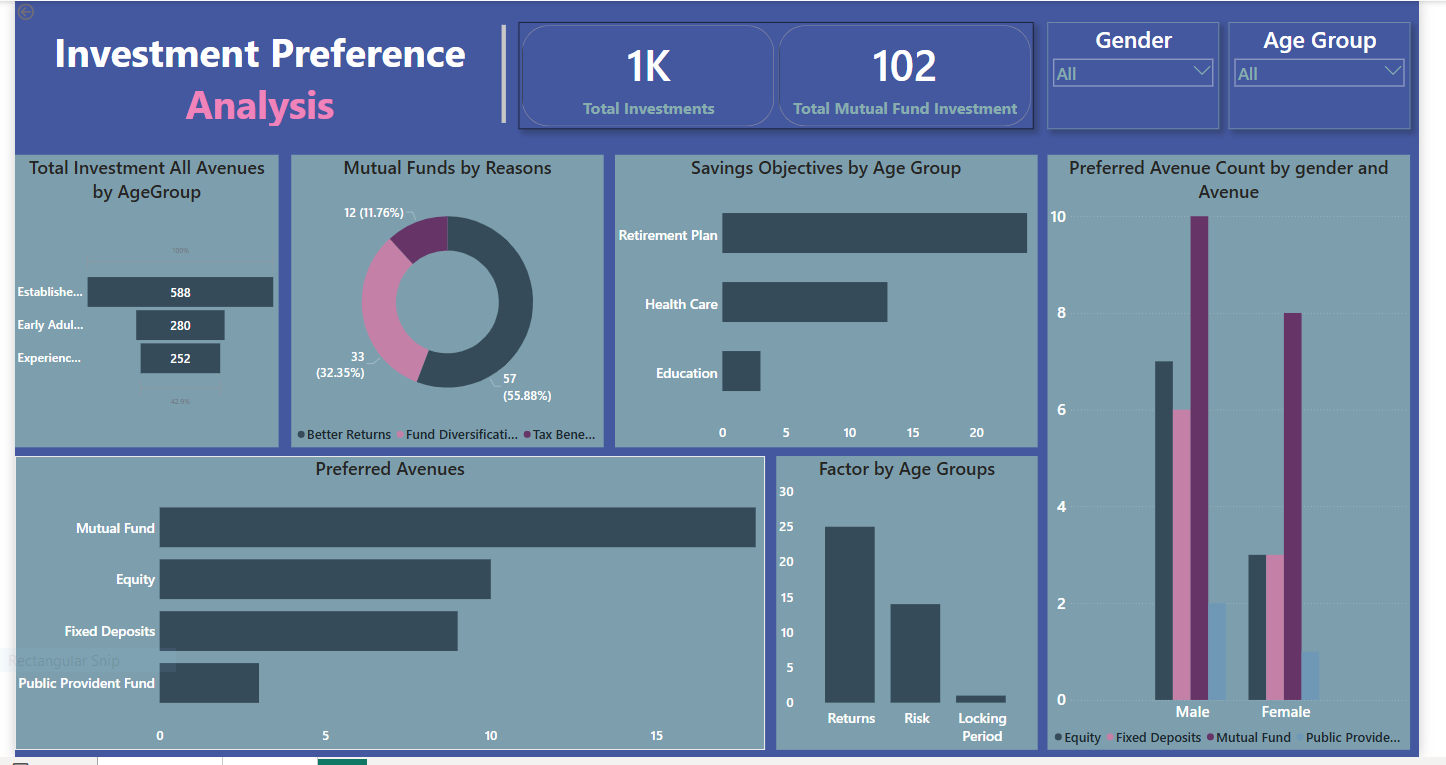 Investment Preference
Analysis
1K
Total Investments
102
Total Mutual Fund Investment
Gender
All
Age Group
All
Total Investment All Avenues
by AgeGroup
100%
Establishe...
588
Early Adul...
280
Experienc...
252
42.9%
Mutual Funds by Reasons
12 (11.76%)
33
(32.35%)
57
(55.88%)
Better Returns
Fund Diversificati...
Tax Bene...
Savings Objectives by Age Group
Retirement Plan
Health Care
Education
0 5 10 15 20
Preferred Avenue Count by gender and
Avenue
10
8
6
4
2
0
Male Female
Equity Fixed Deposits Mutual Fund Public Provide...
Preferred Avenues
Mutual Fund
Equity
Fixed Deposits
Rectangular Snip
Public Provident Fund
0 5 10 15
Factor by Age Groups
30
25
20
15
10
5
0
Returns Risk Locking
Period